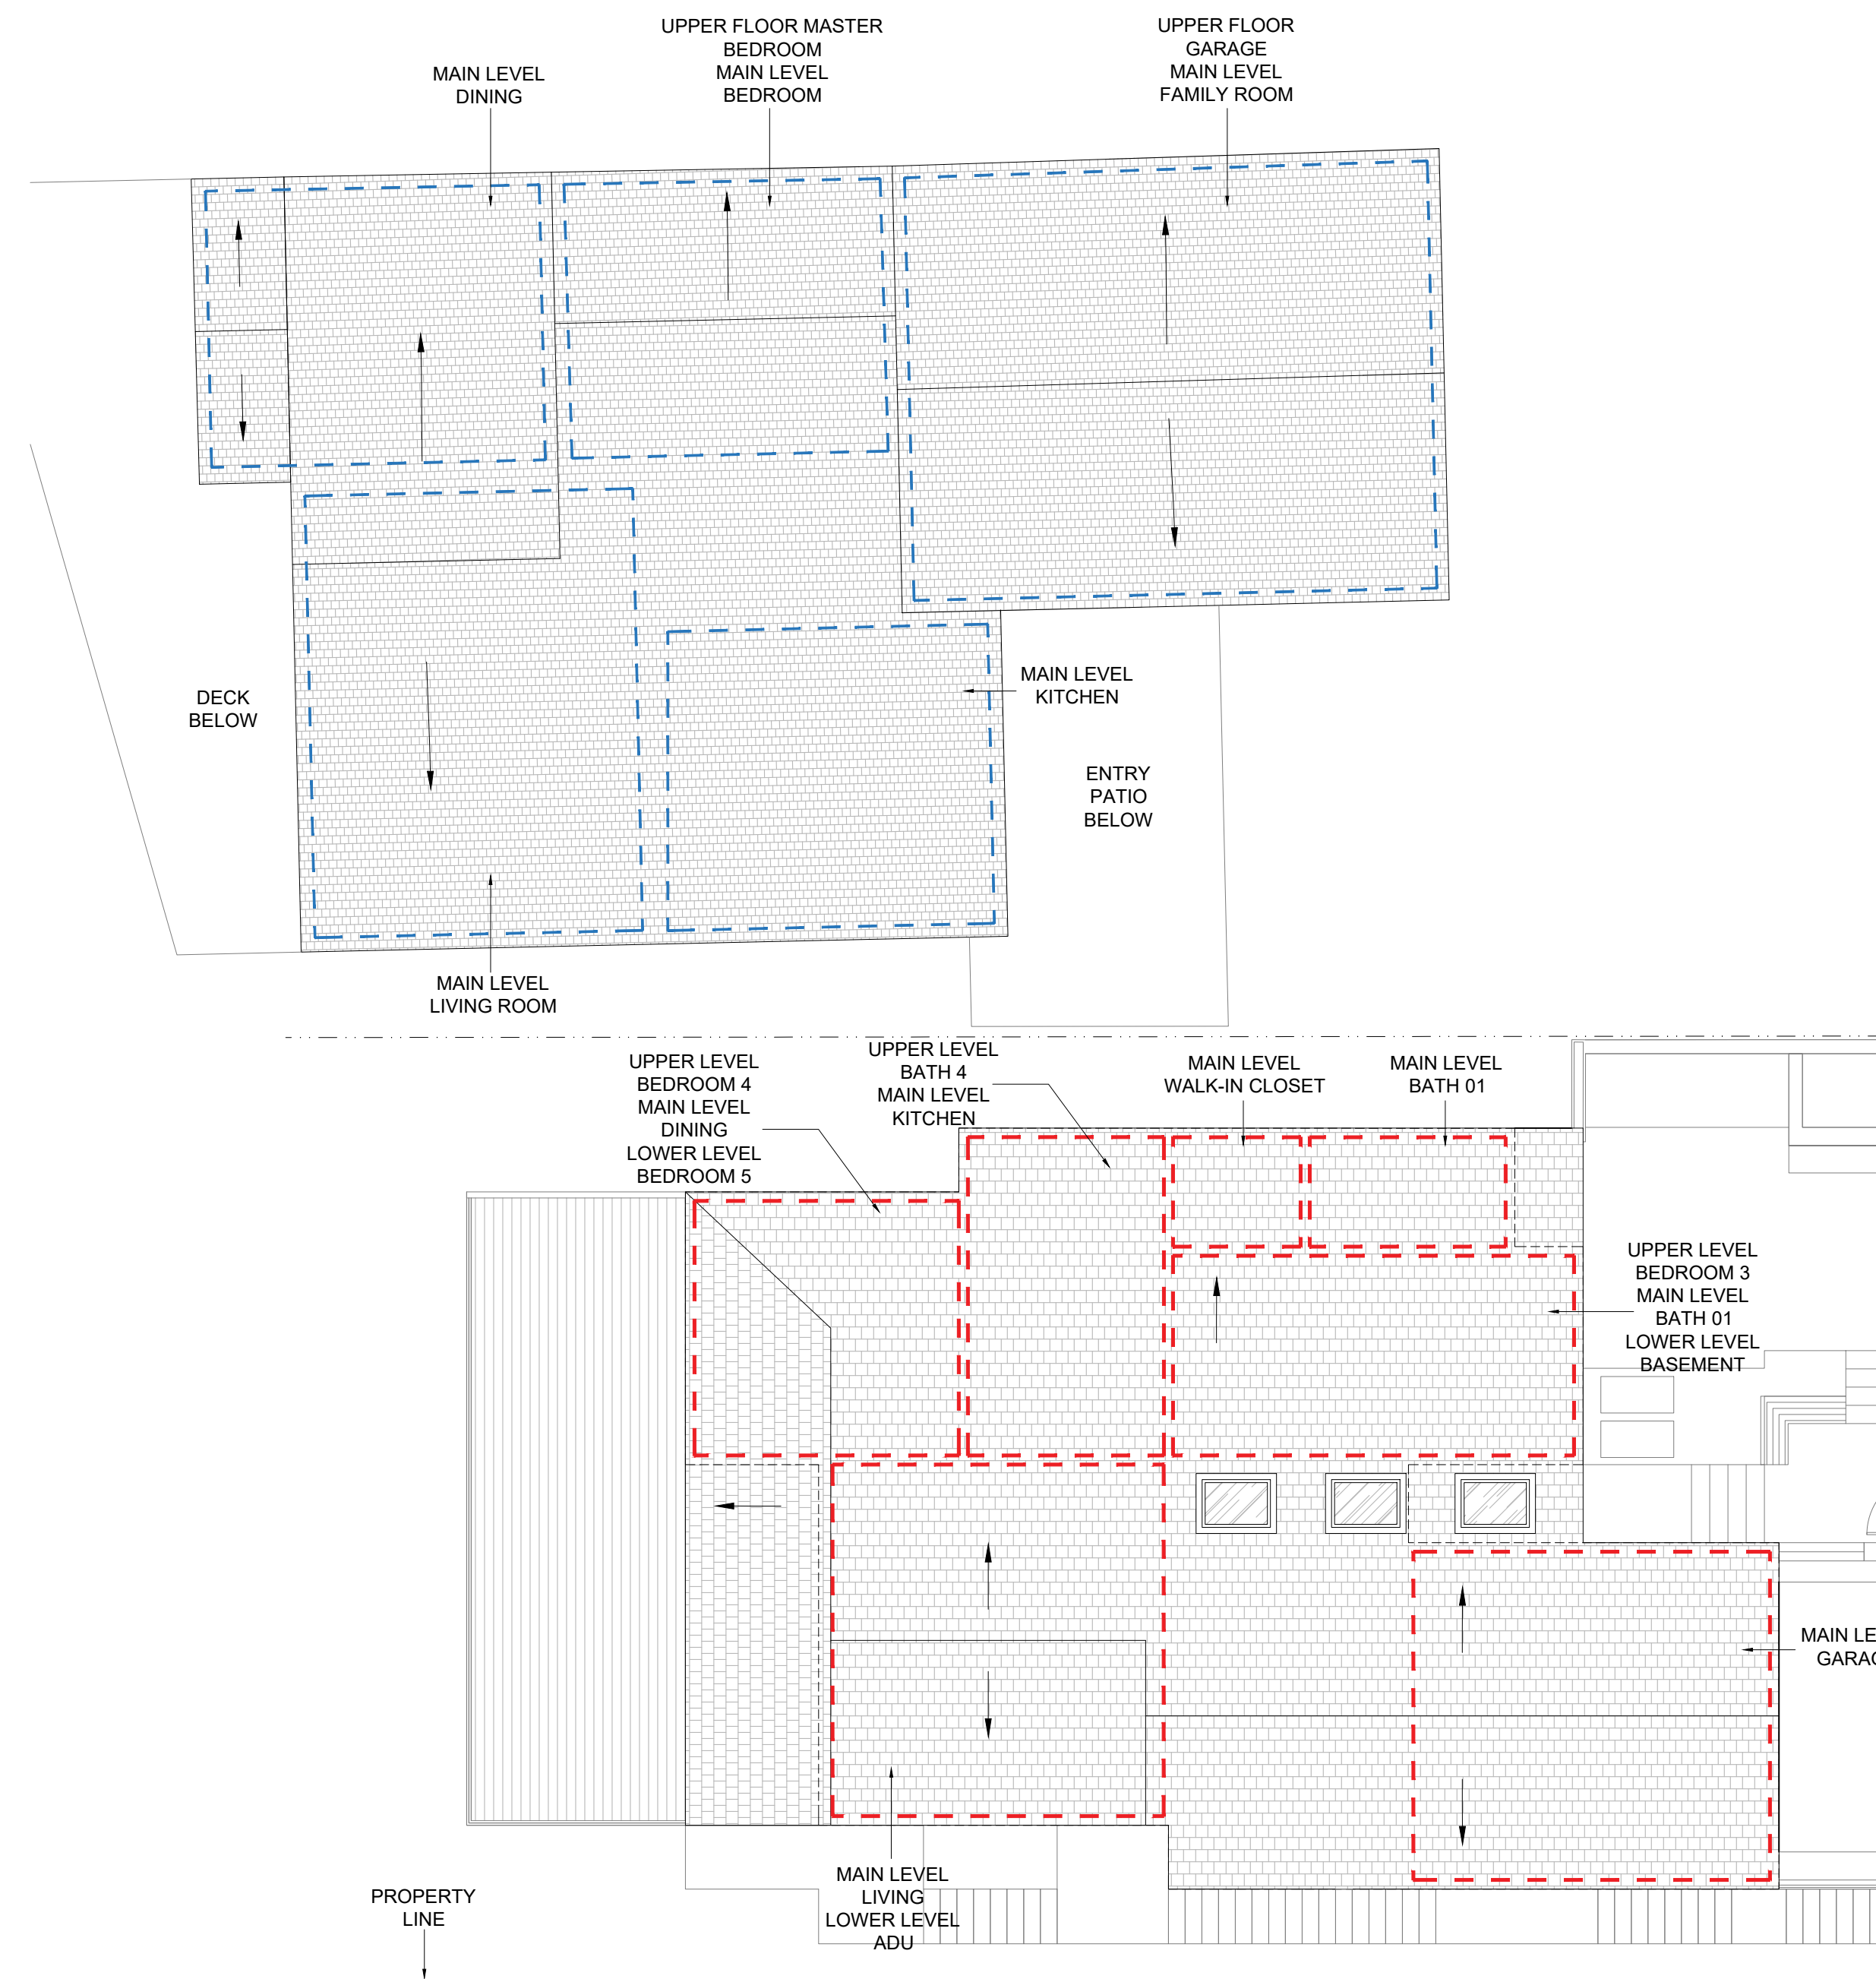 UPPER FLOOR MASTER
BEDROOM
MAIN LEVEL
BEDROOM
UPPER FLOOR
GARAGE
MAIN LEVEL
FAMILY ROOM
MAIN LEVEL
DINING
MAIN LEVEL
KITCHEN
DECK
BELOW
ENTRY
PATIO
BELOW
MAIN LEVEL
LIVING ROOM
UPPER LEVEL
BEDROOM 4
MAIN LEVEL
DINING
LOWER LEVEL
BEDROOM 5
UPPER LEVEL
BATH 4
MAIN LEVEL
KITCHEN
MAIN LEVEL
WALK-IN CLOSET
MAIN LEVEL
BATH 01
UPPER LEVEL
BEDROOM 3
MAIN LEVEL
BATH 01
LOWER LEVEL
BASEMENT
MAIN
MAIN LEVEL
LIVING
LOWER LEVEL
ADU
PROPERTY
LINE